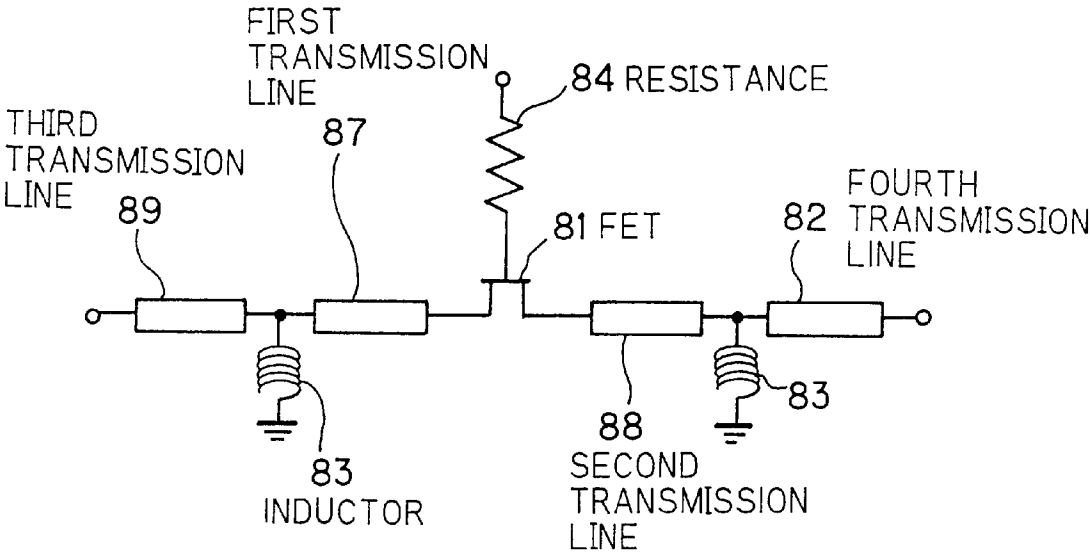 FIRST
TRANSMISSION
LINE
87
84 RESISTANCE
THIRD
TRANSMISSION
LINE
89
81 FET
82
FOURTH
TRANSMISSION
LINE
83
INDUCTOR
88
SECOND
TRANSMISSION
LINE
83